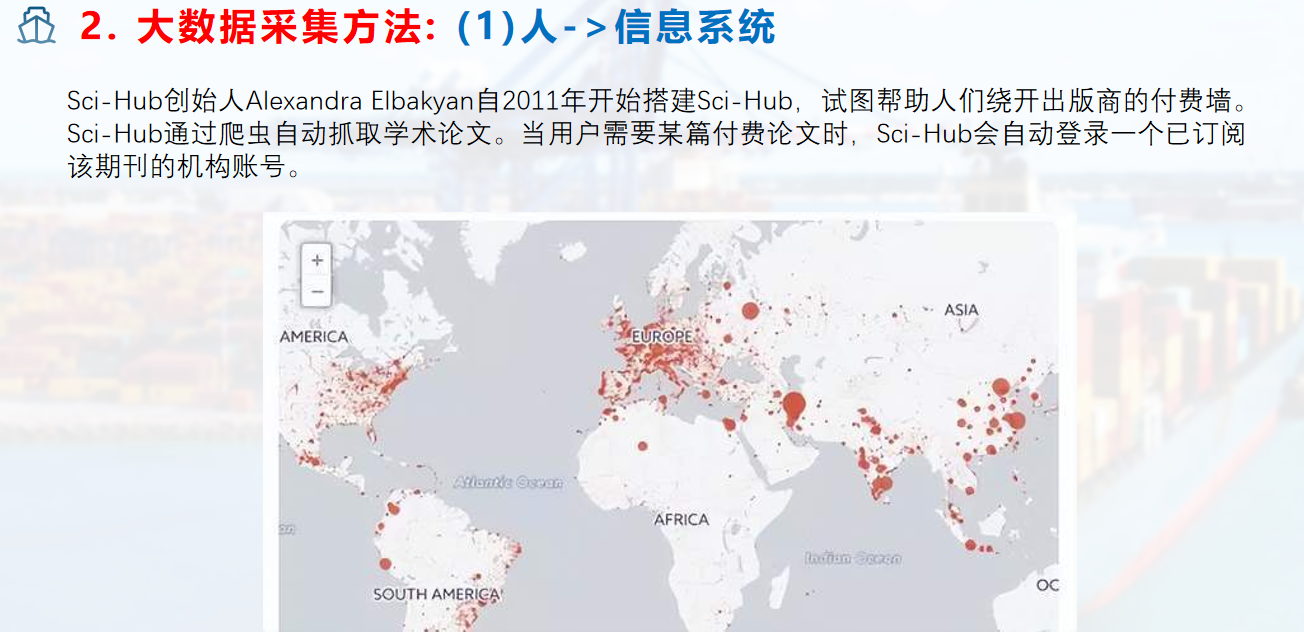 2. 大数据采集方法: (1)人->信息系统
Sci-Hub创始人Alexandra Elbakyan自2011年开始搭建Sci-Hub，试图帮助人们绕开出版商的付费墙。
Sci-Hub通过爬虫自动抓取学术论文。当用户需要某篇付费论文时，Sci-Hub会自动登录一个已订阅
该期刊的机构账号。
+
−
ASIA
AMERICA
EUROPE
Atlantic Ocean
AFRICA
an
Indian Ocean
OC
SOUTH AMERICA